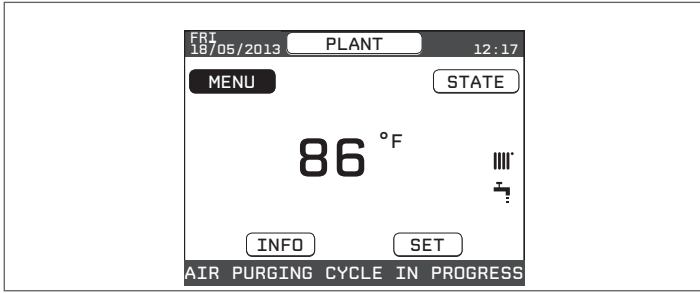 FRI
18/05/2013 PLANT 12:17
MENU STATE
86 °F
INFO SET
AIR PURGING CYCLE IN PROGRESS